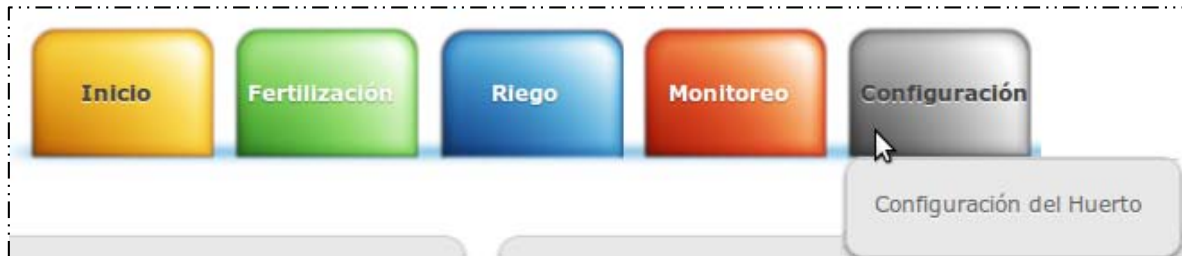 Inicio
Fertilización
Riego
Monitoreo
Configuración
Configuración del Huerto